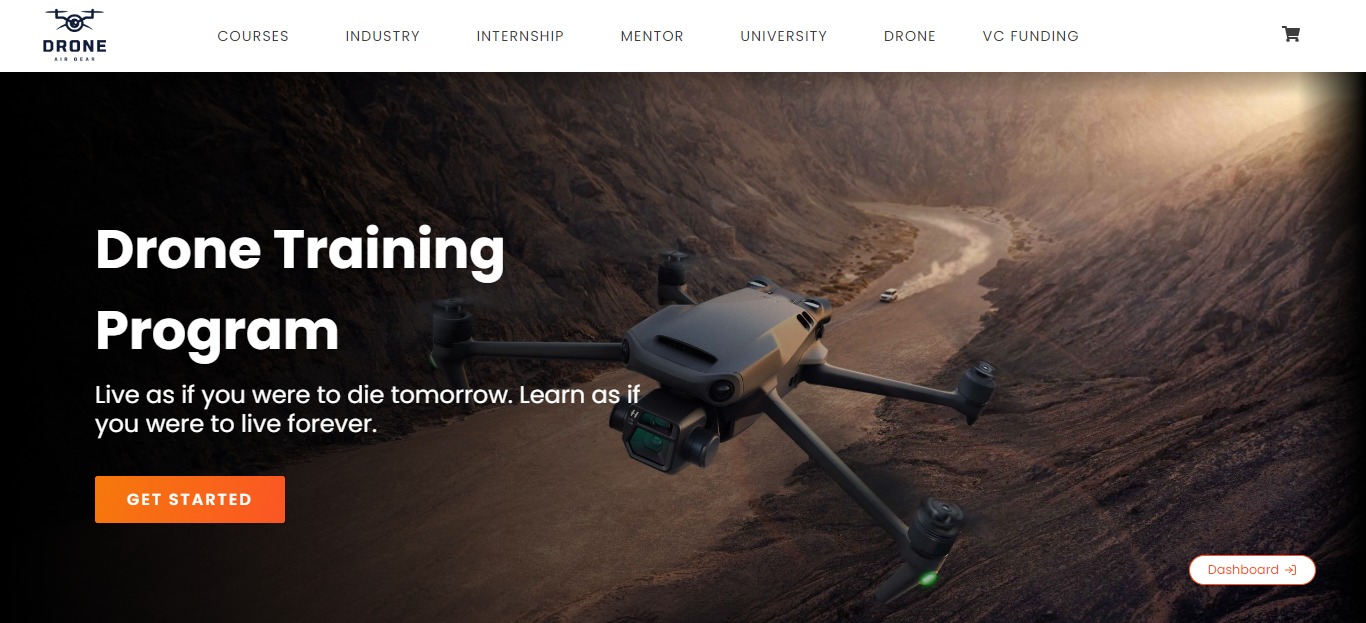 DRONE
AIR GEAR
COURSES INDUSTRY INTERNSHIP MENTOR UNIVERSITY DRONE VC FUNDING
Drone Training
Program
Live as if you were to die tomorrow. Learn as if
you were to live forever.
GET STARTED
Dashboard